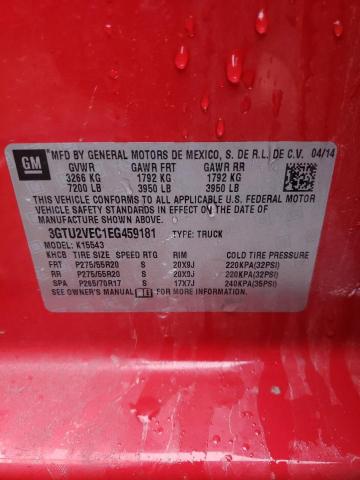 GM
MFD BY GENERAL MOTORS DE MEXICO, S. DE R.L. DE C.V. 04/14
GVWR GAWR FRT GAWR RR
3266 KG 1792 KG 1792 KG
7200 LB 3950 LB 3950 LB
THIS VEHICLE CONFORMS TO ALL APPLICABLE U.S. FEDERAL MOTOR
VEHICLE SAFETY, AND THEFT PREVENTION STANDARDS
IN EFFECT ON THE DATE OF MANUFACTURE SHOWN ABOVE.
3GTU2VEC1EG459181 TYPE: TRUCK
MODEL: K15543
KHCB TIRE SIZE SPEED RTG RIM COLD TIRE PRESSURE
FRT P275/55R20 S 20X9J 220KPA(32PSI)
RR P275/55R20 S 20X9J 220KPA(32PSI)
SPA P265/70R17 S 17X7J 240KPA(35PSI)
SEE OWNER'S MANUAL FOR MORE INFORMATION.